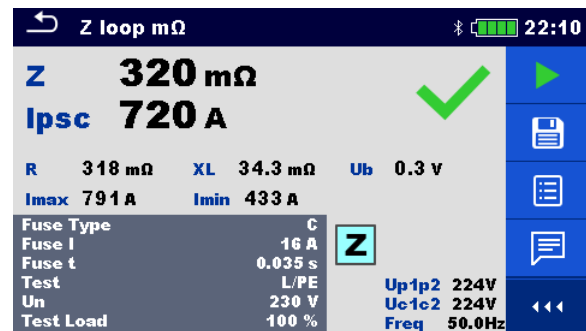 Z loop mΩ 22:10
Z 320 mΩ
Ipsc 720 A
R 318 mΩ XL 34.3 mΩ Ub 0.3 V
Imax 791 A Imin 433 A
Fuse Type C
Fuse I 16 A
Fuse t 0.035 s
Test L/PE
Un 230 V
Test Load 100 %
Z
Up1p2 224V
Uc1c2 224V
Freq 50.0Hz